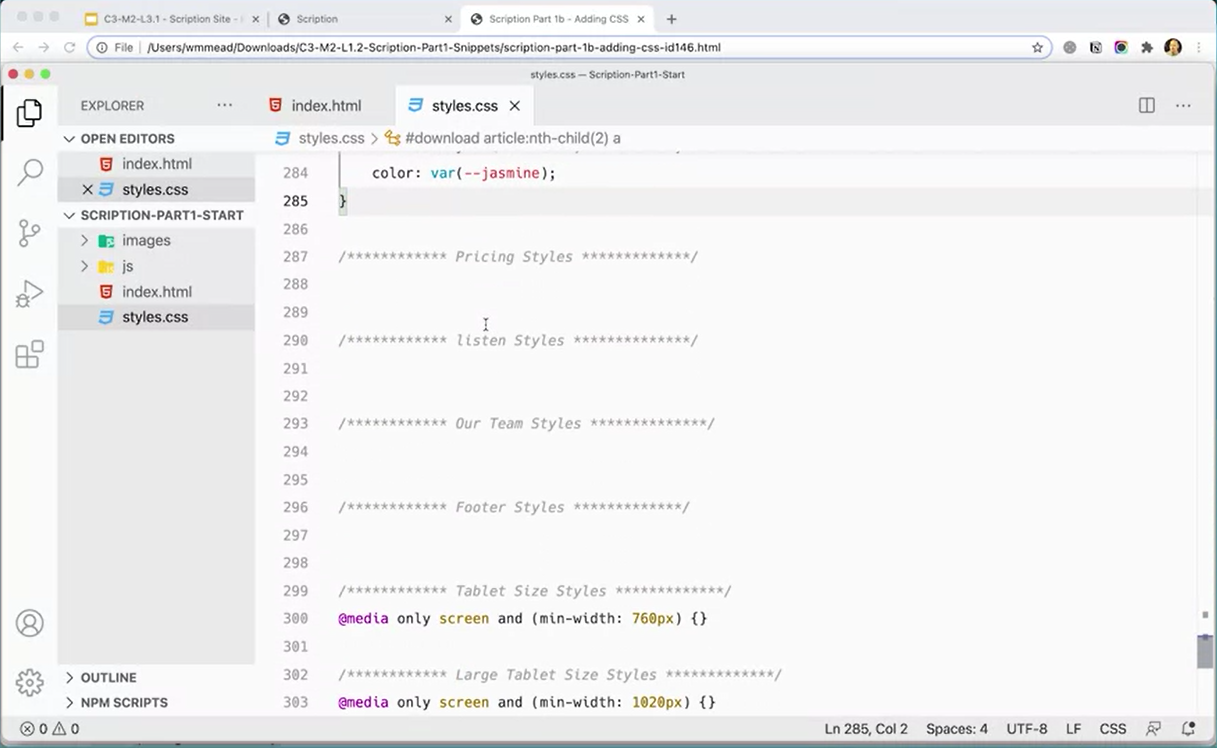 C3-M2-L3.1 - Scription Site -
Scription
Scription Part 1b - Adding CSS
File
/Users/wmmead/Downloads/C3-M2-L1.2-Scription-Part1-Snippets/scription-part-1b-adding-css-id146.html
styles.css — Scription-Part1-Start
EXPLORER
index.html
styles.css
OPEN EDITORS
index.html
styles.css
SCRIPTION-PART1-START
images
js
index.html
styles.css
OUTLINE
NPM SCRIPTS
styles.css > #download article:nth-child(2) a
284 color: var(--jasmine);
285 }
286
287 /************ Pricing Styles *************/
288
289
290 /************ listen Styles **************/
291
292
293 /************ Our Team Styles **************/
294
295
296 /************ Footer Styles *************/
297
298
299 /************ Tablet Size Styles *************/
300 @media only screen and (min-width: 760px) {}
301
302 /************ Large Tablet Size Styles *************/
303 @media only screen and (min-width: 1020px) {}
0 0
Ln 285, Col 2 Spaces: 4 UTF-8 LF CSS